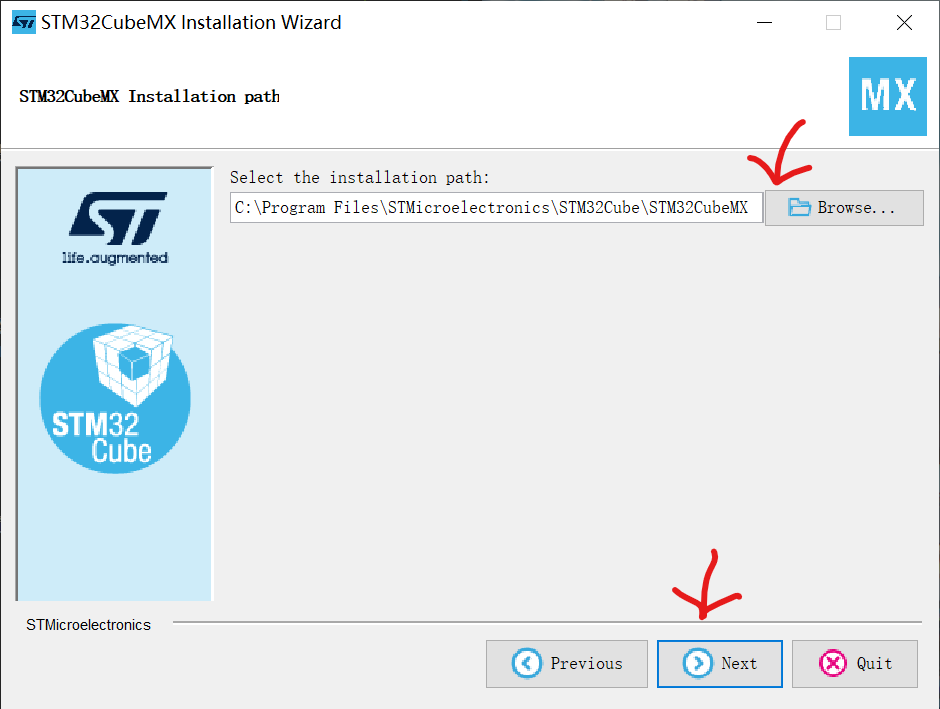 STM32CubeMX Installation Wizard
STM32CubeMX Installation path
MX
ST
life.augmented
STM32
Cube
Select the installation path:
C:\Program Files\STMicroelectronics\STM32Cube\STM32CubeMX
Browse...
STMicroelectronics
Previous
Next
Quit